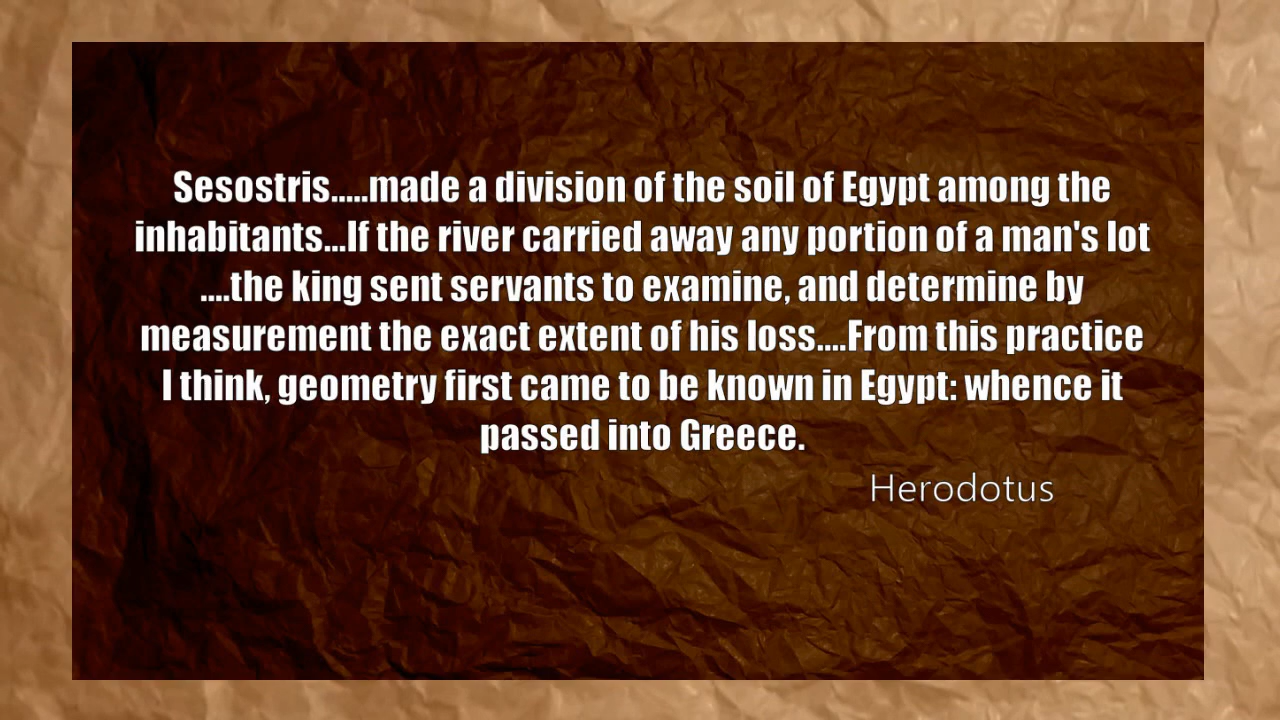 Sesostris.....made a division of the soil of Egypt among the
inhabitants...If the river carried away any portion of a man's lot
....the king sent servants to examine, and determine by
measurement the exact extent of his loss....From this practice
I think, geometry first came to be known in Egypt: whence it
passed into Greece.
Herodotus